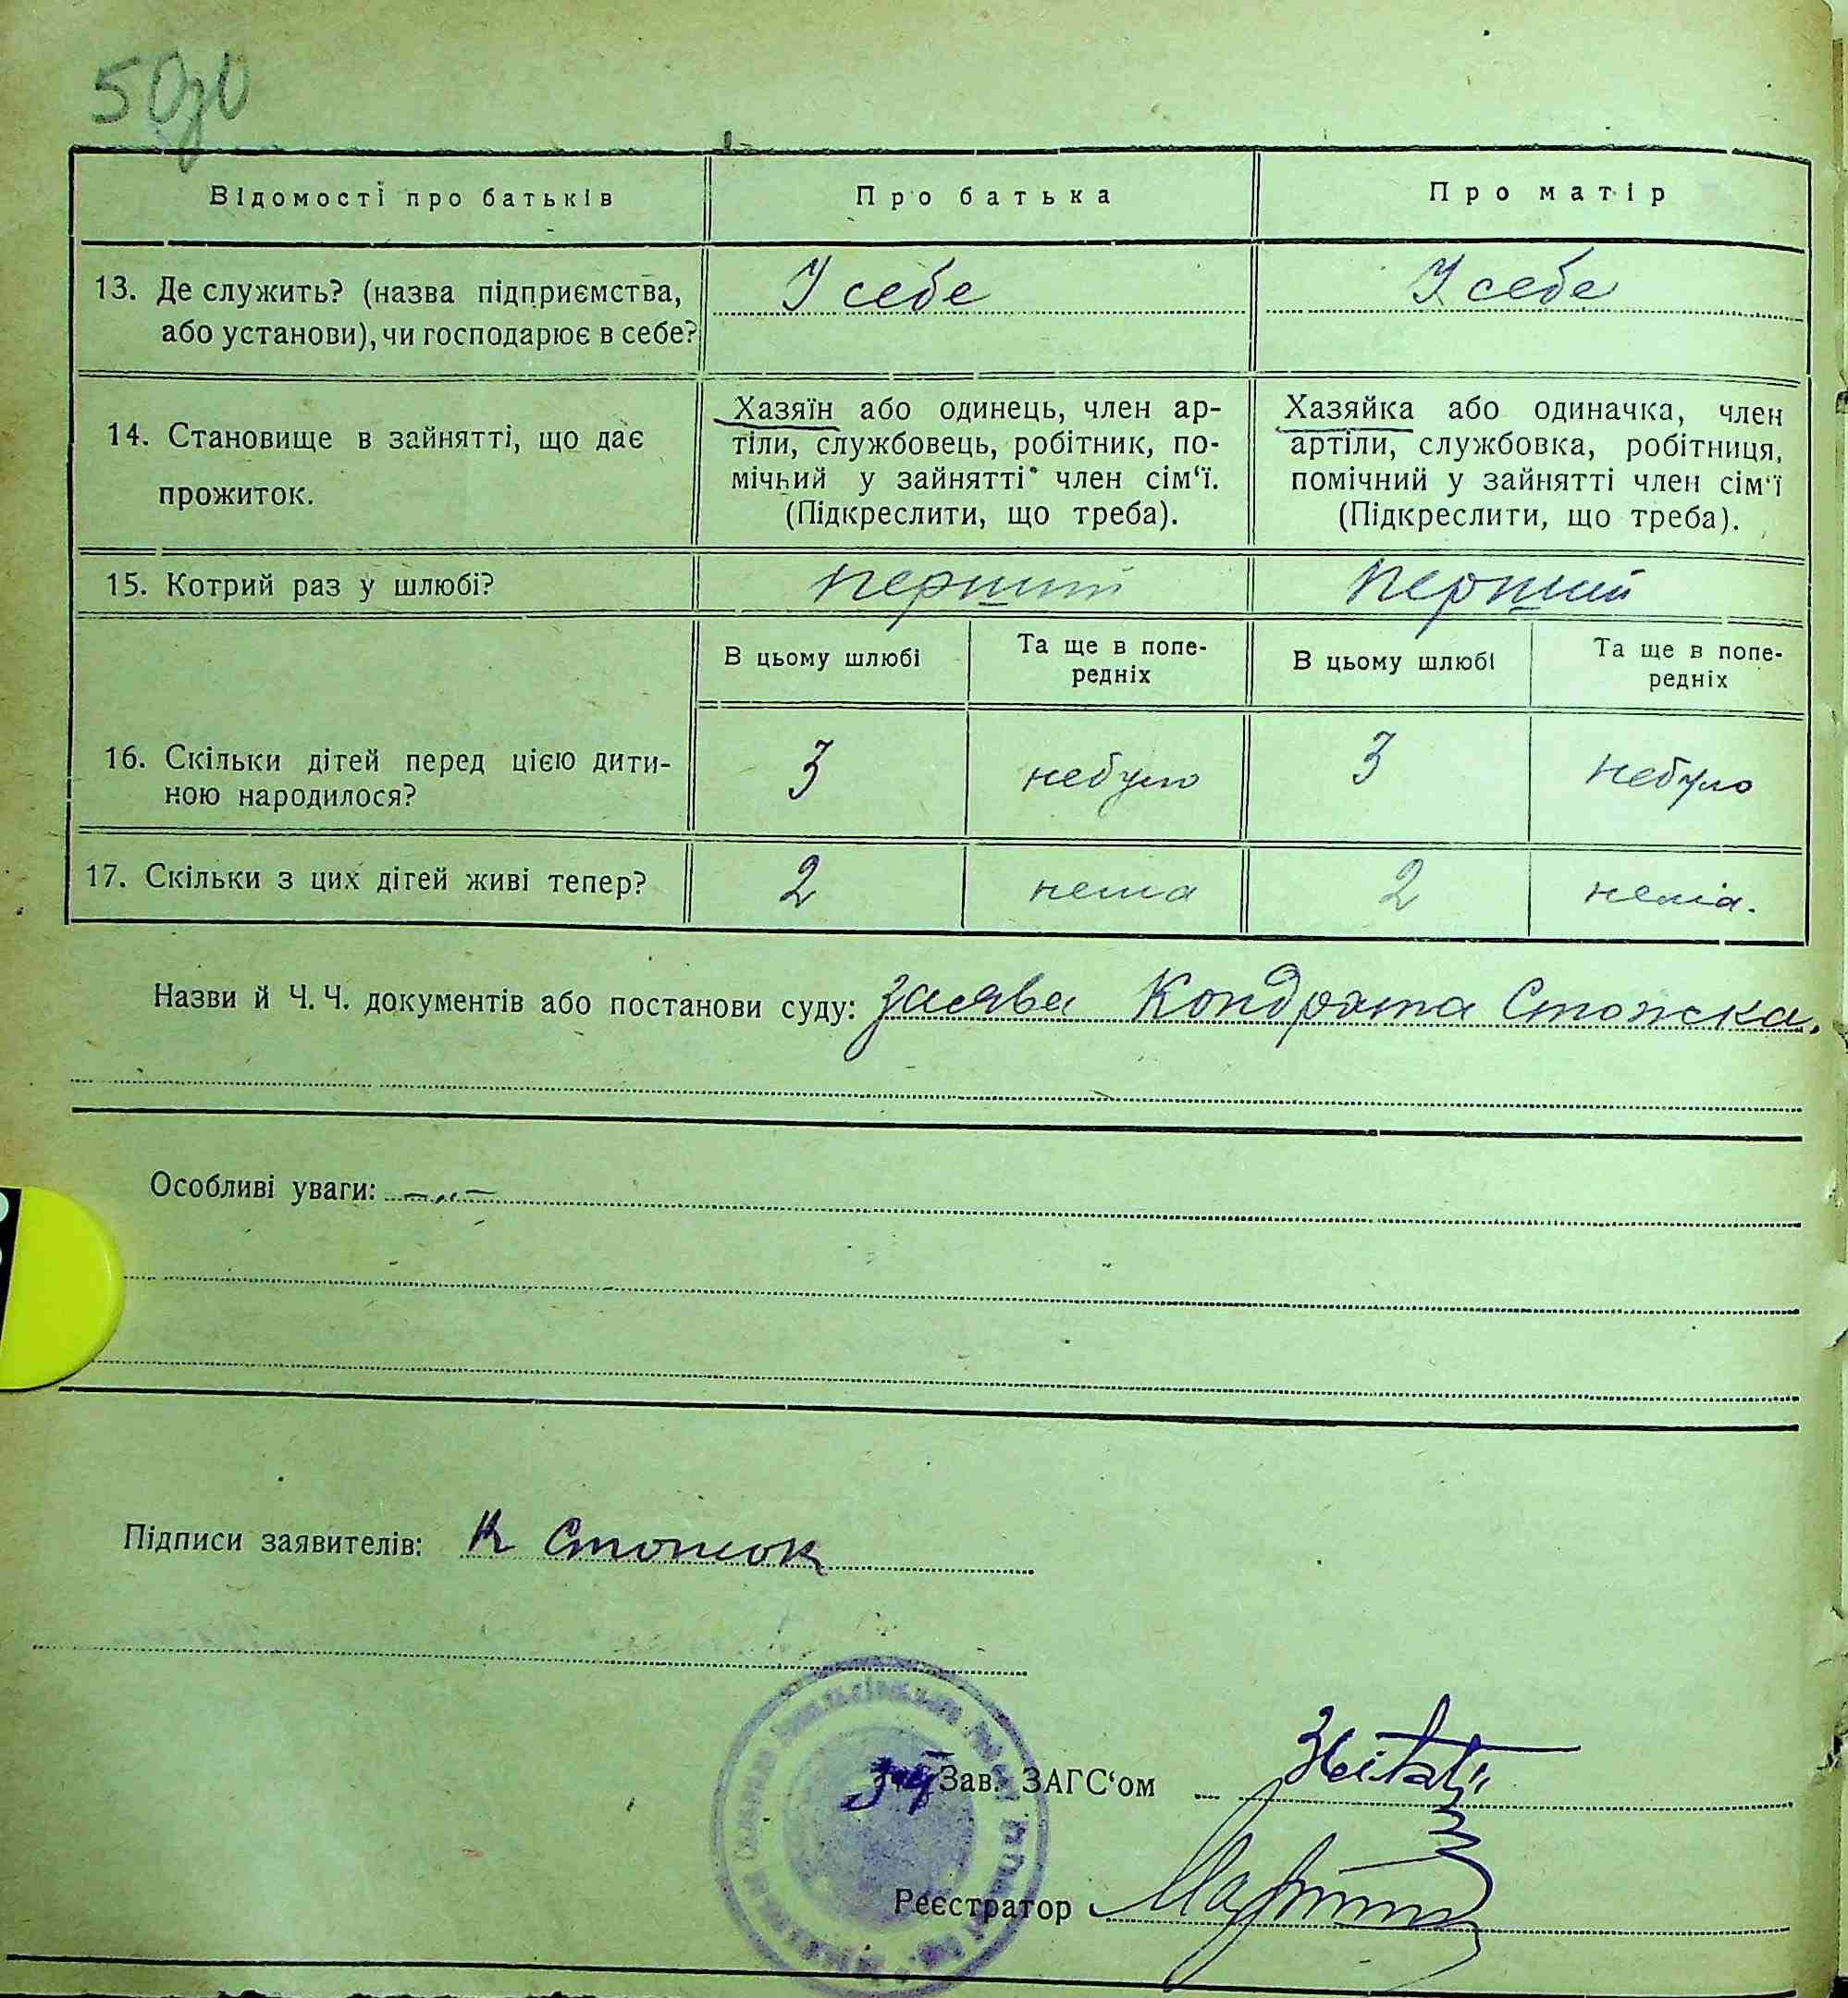 50зв
Відомості про батьків
Про батька
Про матір
13. Де служить? (назва підприємства,
або установи), чи господарює в себе?
У себе
У себе
14. Становище в зайнятті, що дає
прожиток.
Хазяїн або одинець, член ар-
тіли, службовець, робітник, по-
мічний у зайнятті член сім‘ї.
(Підкреслити, що треба).
Хазяйка або одиначка, член
артіли, службовка, робітниця,
помічний у зайнятті член сім‘ї
(Підкреслити, що треба).
15. Котрий раз у шлюбі?
перший
перший
В цьому шлюбі
Та ще в попе-
редніх
В цьому шлюбі
Та ще в попе-
редніх
16. Скільки дітей перед цією дити-
ною народилося?
3
небуло
3
небуло
17. Скільки з цих дітей живі тепер?
2
нема
2
нема.
Назви й Ч. Ч. документів або постанови суду: заява Кондрата
Особливі уваги: –„–
Підписи заявителів: К
Зав. ЗАГС‘ом
Реєстратор